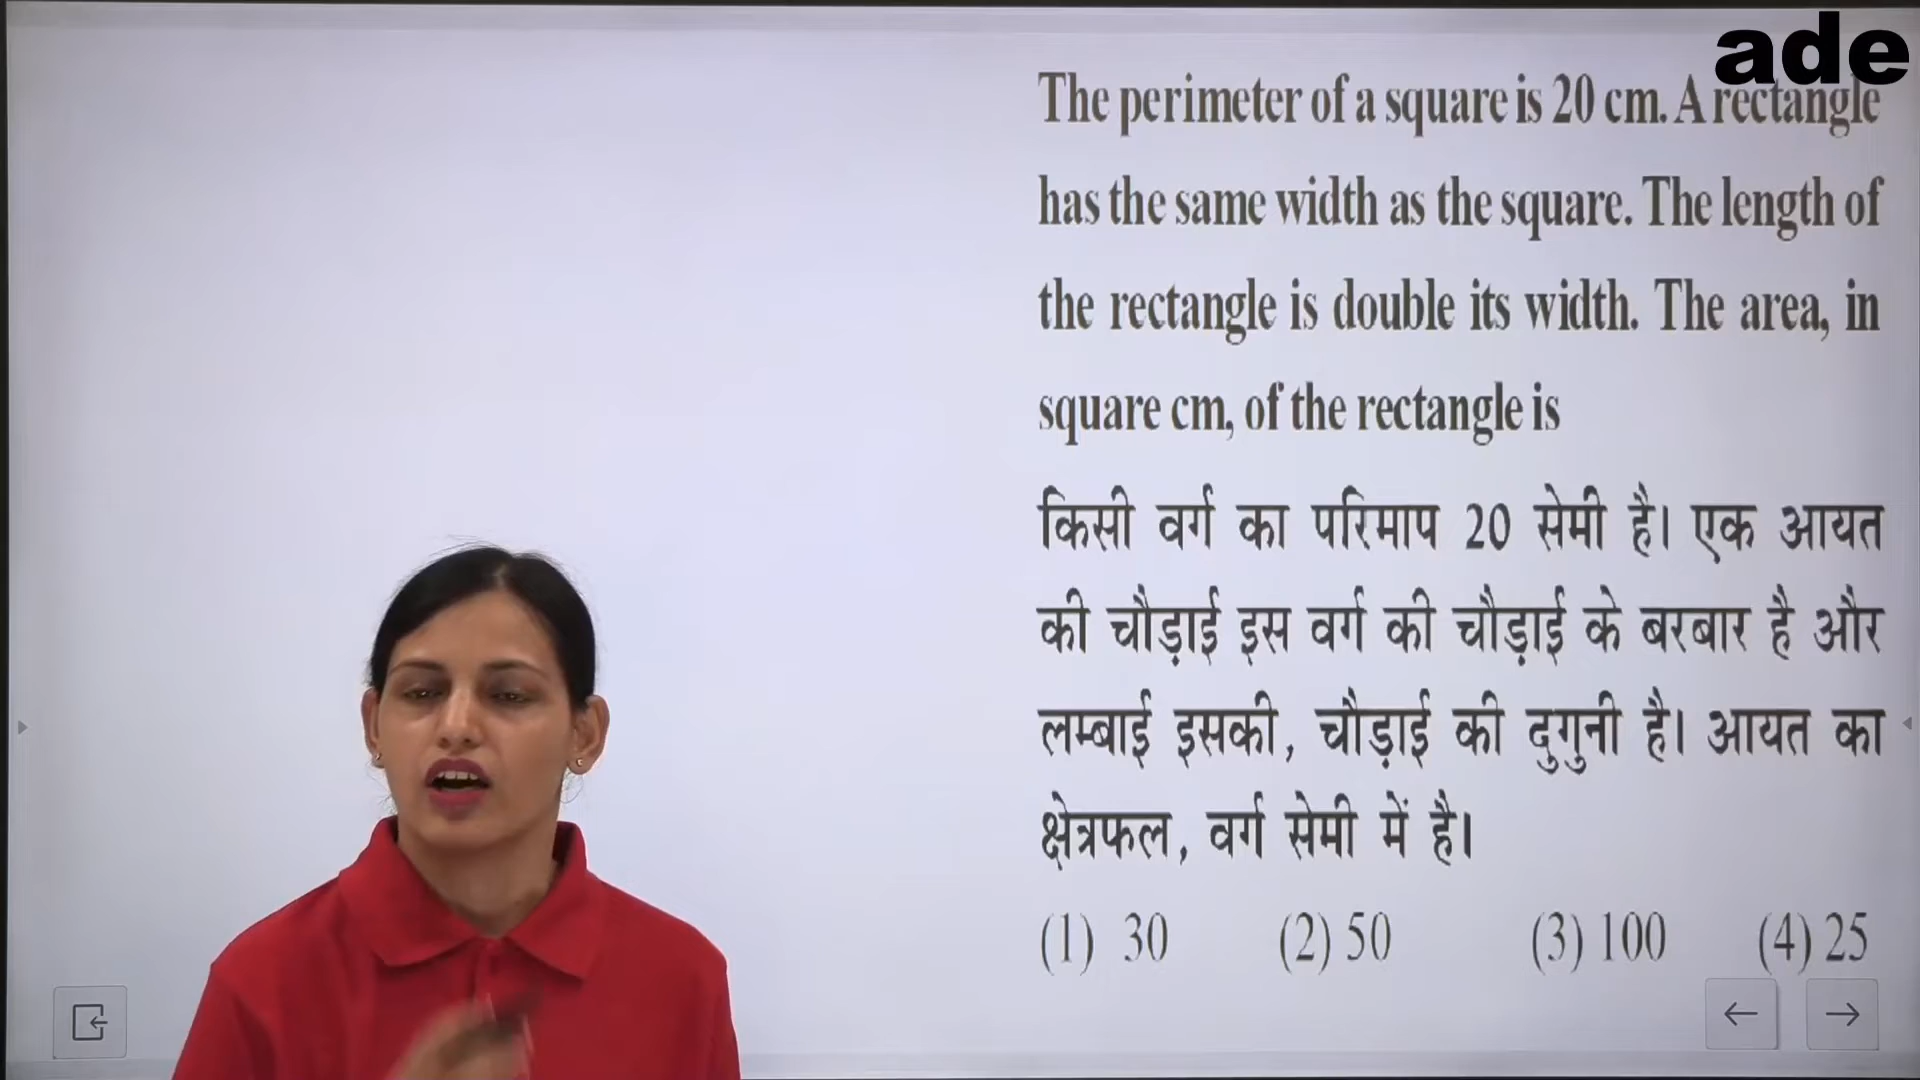 ade
The perimeter of a square is 20 cm. A rectangle
has the same width as the square. The length of
the rectangle is double its width. The area, in
square cm, of the rectangle is
किसी वर्ग का परिमाप 20 सेमी है। एक आयत
की चौड़ाई इस वर्ग की चौड़ाई के बरबार है और
लम्बाई इसकी, चौड़ाई की दुगुनी है। आयत का
क्षेत्रफल, वर्ग सेमी में है।
(1) 30 (2) 50 (3) 100 (4) 25